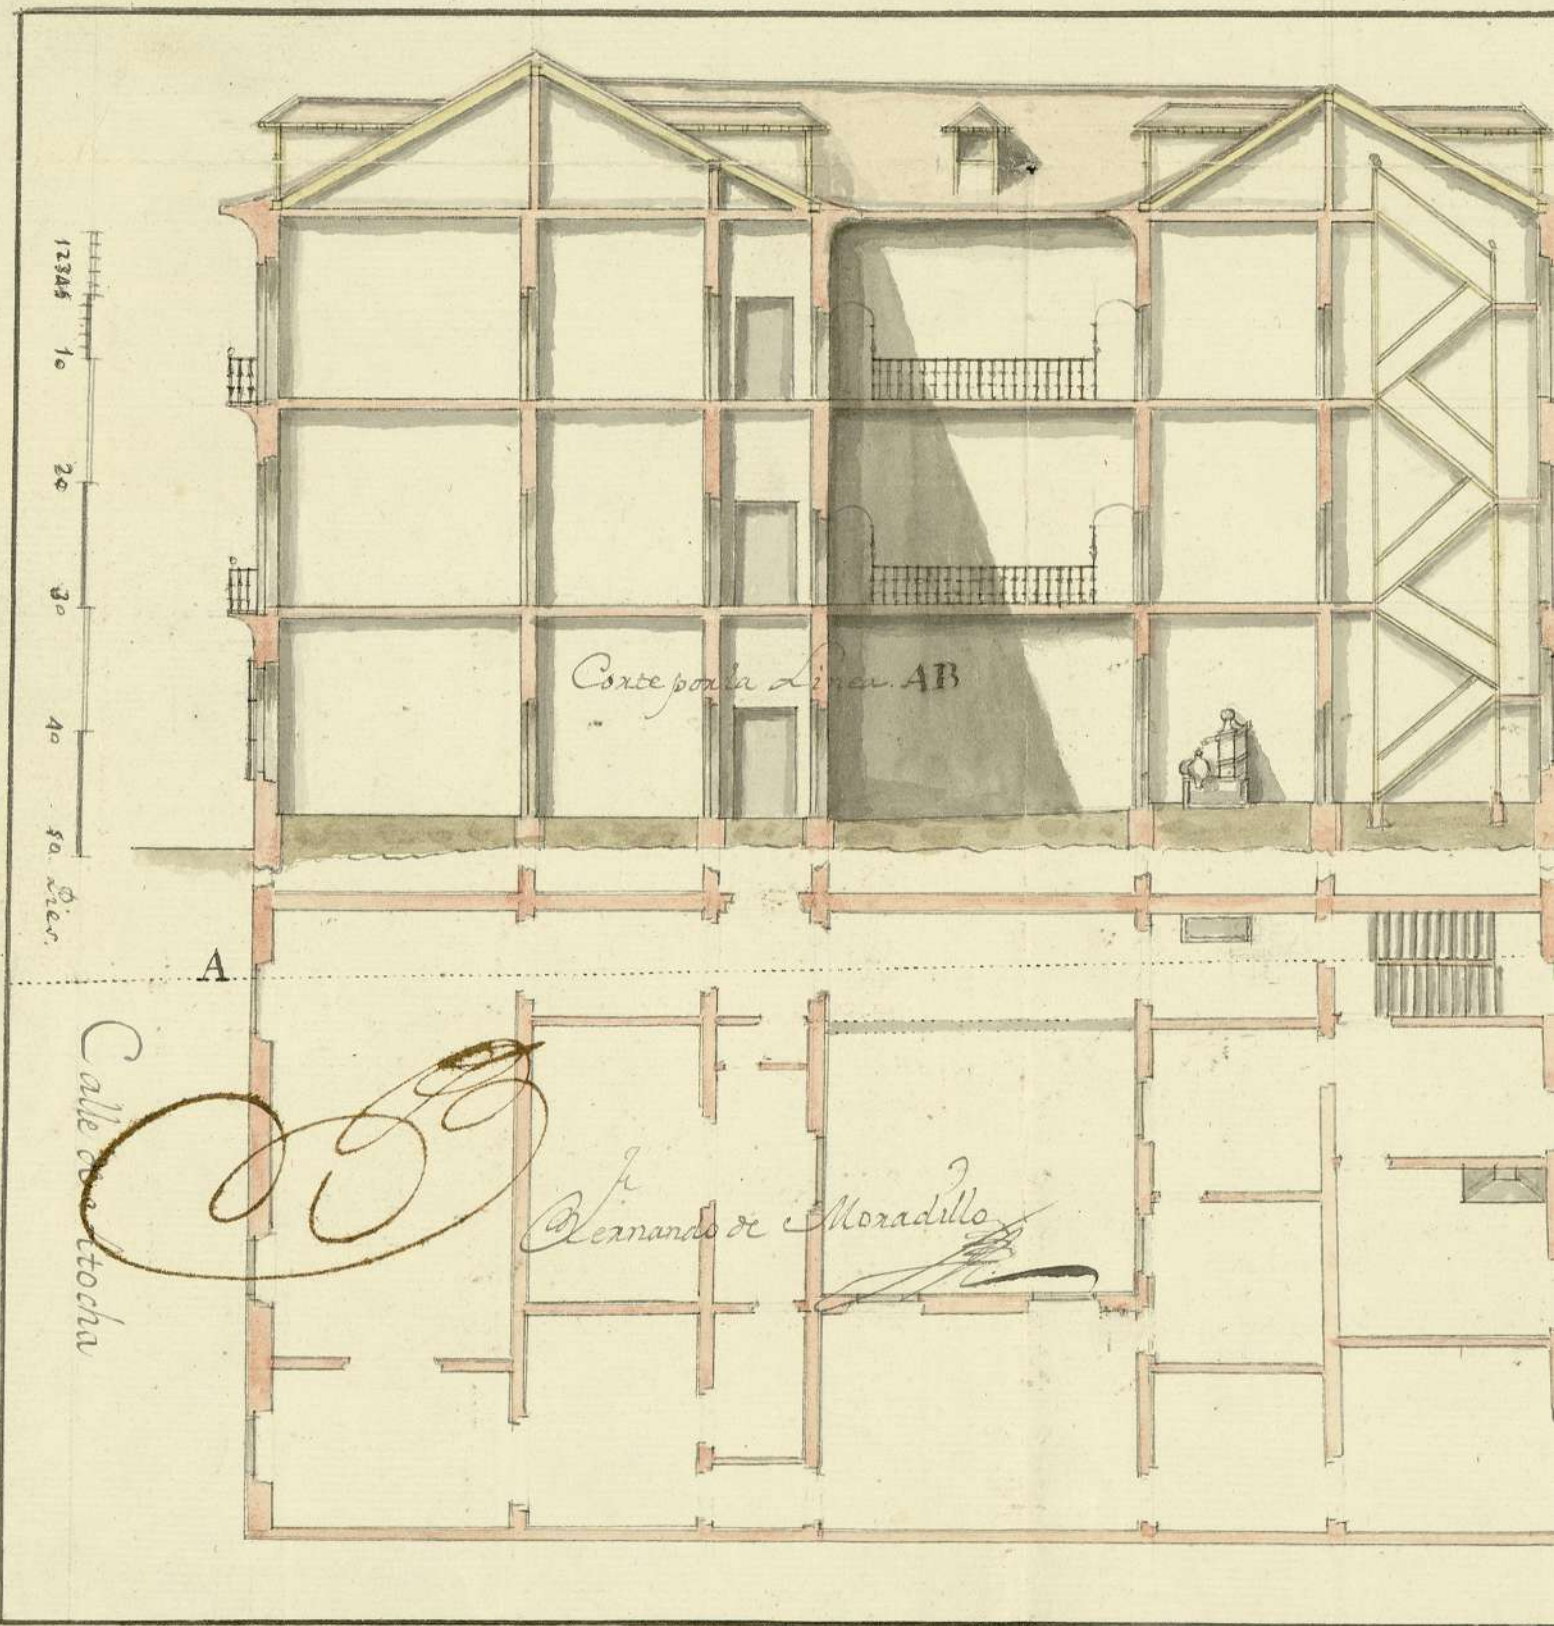 12345
10
20
30
40
50 Pies.
Corte por la Linea. AB
A
Calle de Atocha
Fernando de Moradillo